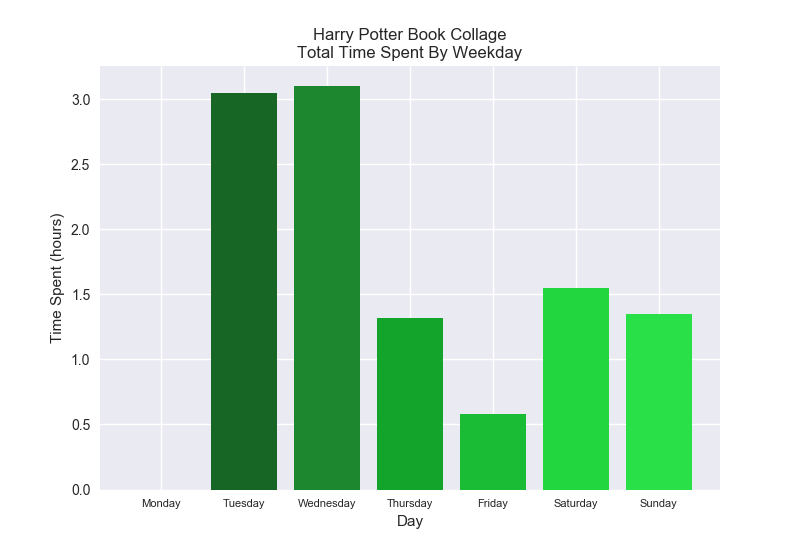 Harry Potter Book Collage
Total Time Spent By Weekday
Time Spent (hours)
3.0
2.5
2.0
1.5
1.0
0.5
0.0
Monday Tuesday Wednesday Thursday Friday Saturday Sunday
Day